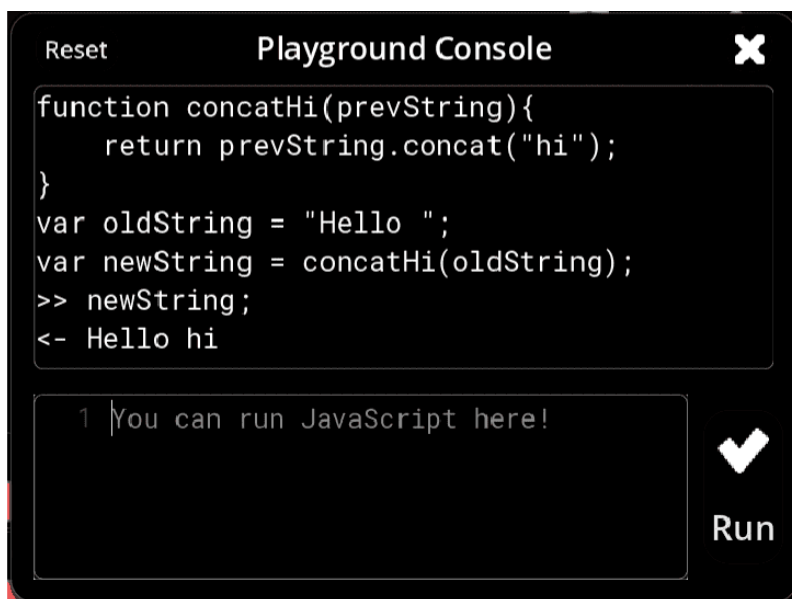 Reset
Playground Console
function concatHi(prevString){
    return prevString.concat("hi");
}
var oldString = "Hello ";
var newString = concatHi(oldString);
>> newString;
<- Hello hi
1 You can run JavaScript here!
Run